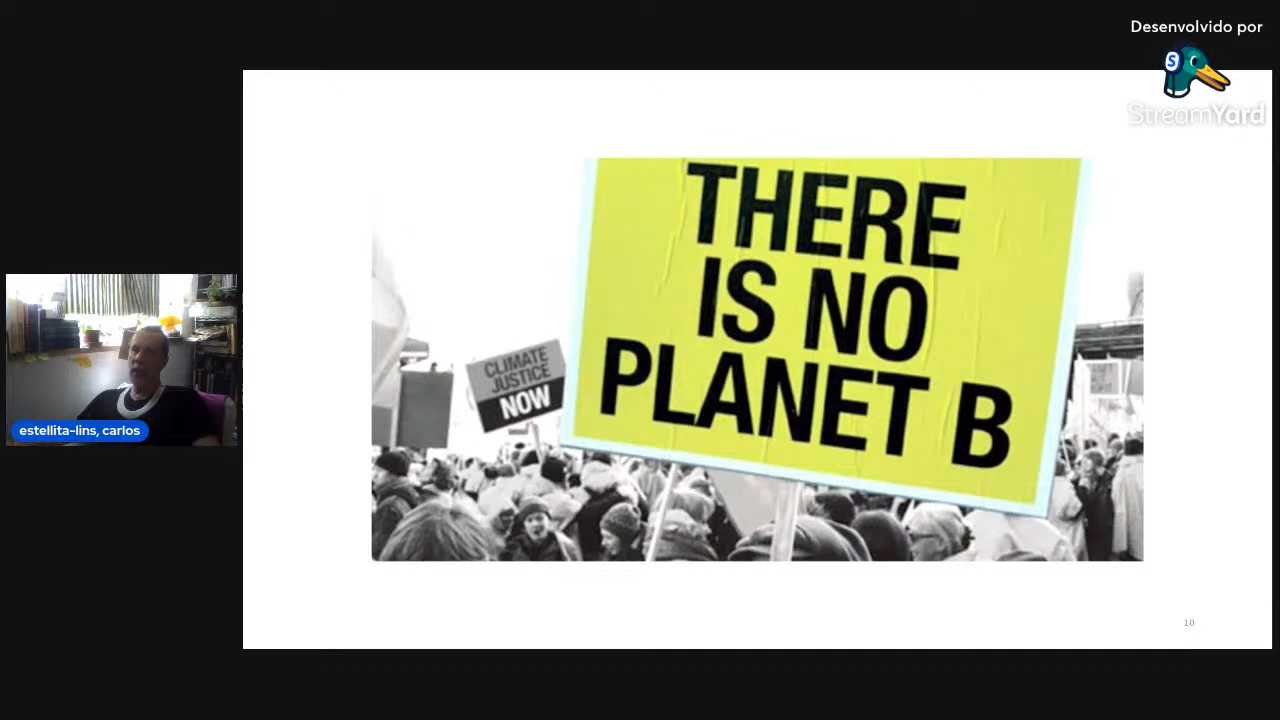 Desenvolvido por
StreamYard
THERE
IS NO
PLANET B
CLIMATE
JUSTICE
NOW
estellita-lins, carlos
10